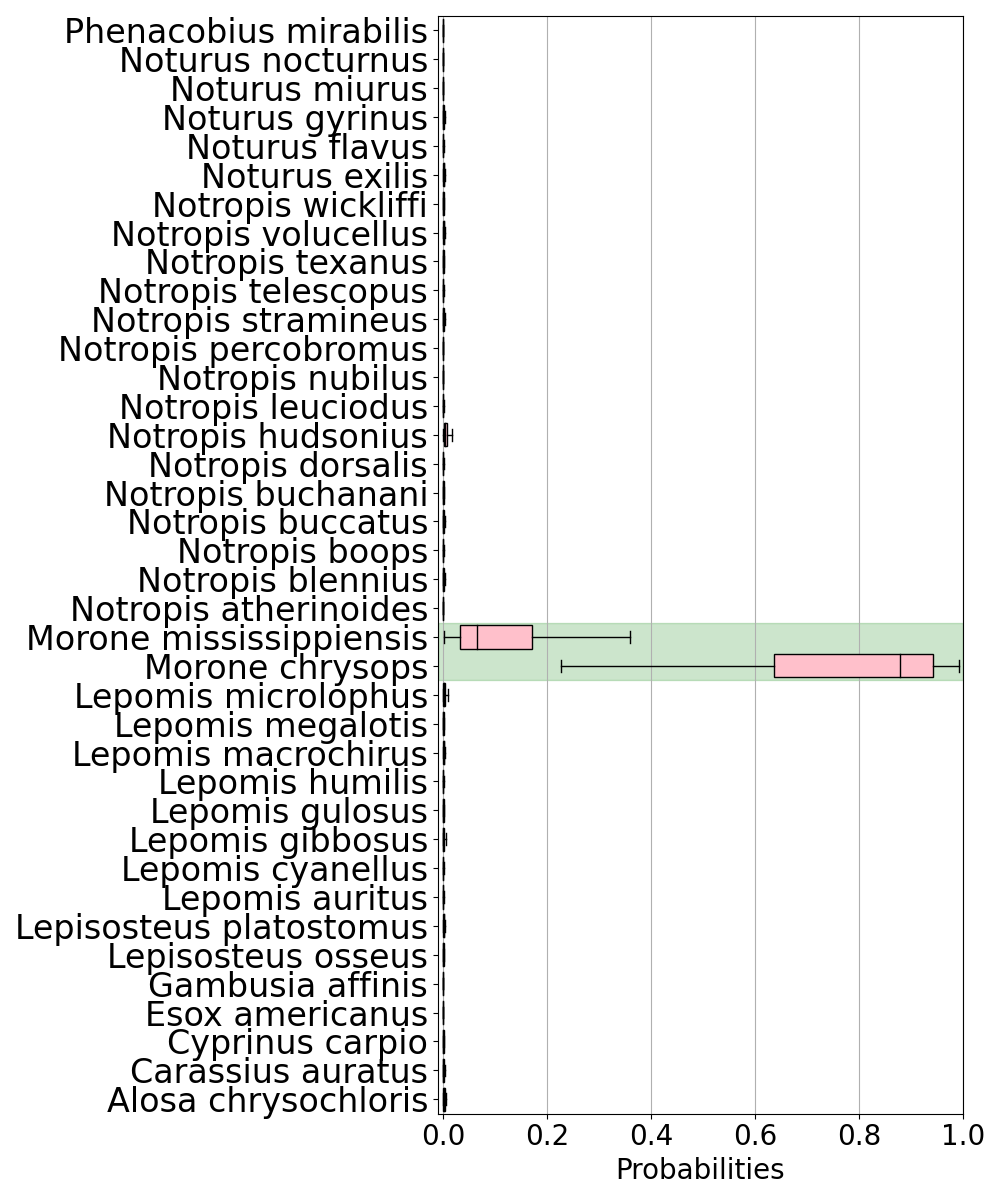 Phenacobius mirabilis
Noturus nocturnus
Noturus miurus
Noturus gyrinus
Noturus flavus
Noturus exilis
Notropis wickliffi
Notropis volucellus
Notropis texanus
Notropis telescopus
Notropis stramineus
Notropis percobromus
Notropis nubilus
Notropis leuciodus
Notropis hudsonius
Notropis dorsalis
Notropis buchanani
Notropis buccatus
Notropis boops
Notropis blennius
Notropis atherinoides
Morone mississippiensis
Morone chrysops
Lepomis microlophus
Lepomis megalotis
Lepomis macrochirus
Lepomis humilis
Lepomis gulosus
Lepomis gibbosus
Lepomis cyanellus
Lepomis auritus
Lepisosteus platostomus
Lepisosteus osseus
Gambusia affinis
Esox americanus
Cyprinus carpio
Carassius auratus
Alosa chrysochloris
0.0 0.2 0.4 0.6 0.8 1.0
Probabilities